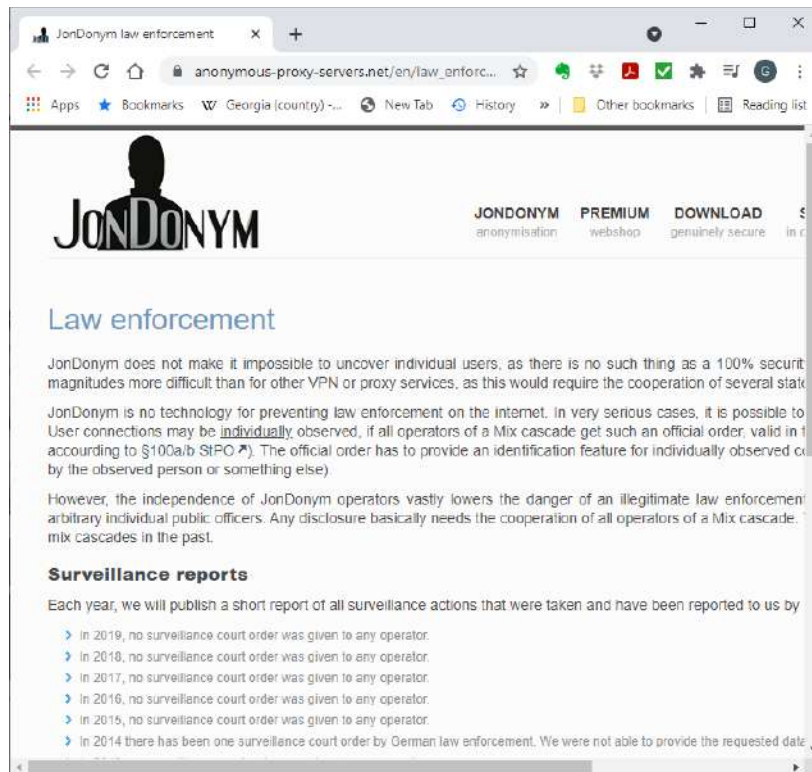 JonDonym law enforcement
anonymous-proxy-servers.net/en/law_enforc...
G
Apps Bookmarks Georgia (country) -... New Tab History » Other bookmarks Reading list
JONDONYM
JONDONYM PREMIUM DOWNLOAD
anonymisation webshop genuinely secure in
Law enforcement
JonDonym does not make it impossible to uncover individual users, as there is no such thing as a 100% securit
magnitudes more difficult than for other VPN or proxy services, as this would require the cooperation of several state
JonDonym is no technology for preventing law enforcement on the internet. In very serious cases, it is possible to
User connections may be individually observed, if all operators of a Mix cascade get such an official order, valid in
accourding to §100a/b StPO). The official order has to provide an identification feature for individually observed
by the observed person or something else).
However, the independence of JonDonym operators vastly lowers the danger of an illegitimate law enforcement
arbitrary individual public officers. Any disclosure basically needs the cooperation of all operators of a Mix cascade.
mix cascades in the past.
Surveillance reports
Each year, we will publish a short report of all surveillance actions that were taken and have been reported to us by
In 2019, no surveillance court order was given to any operator.
In 2018, no surveillance court order was given to any operator.
In 2017, no surveillance court order was given to any operator.
In 2016, no surveillance court order was given to any operator.
In 2015, no surveillance court order was given to any operator.
In 2014 there has been one surveillance court order by German law enforcement. We were not able to provide the requested data